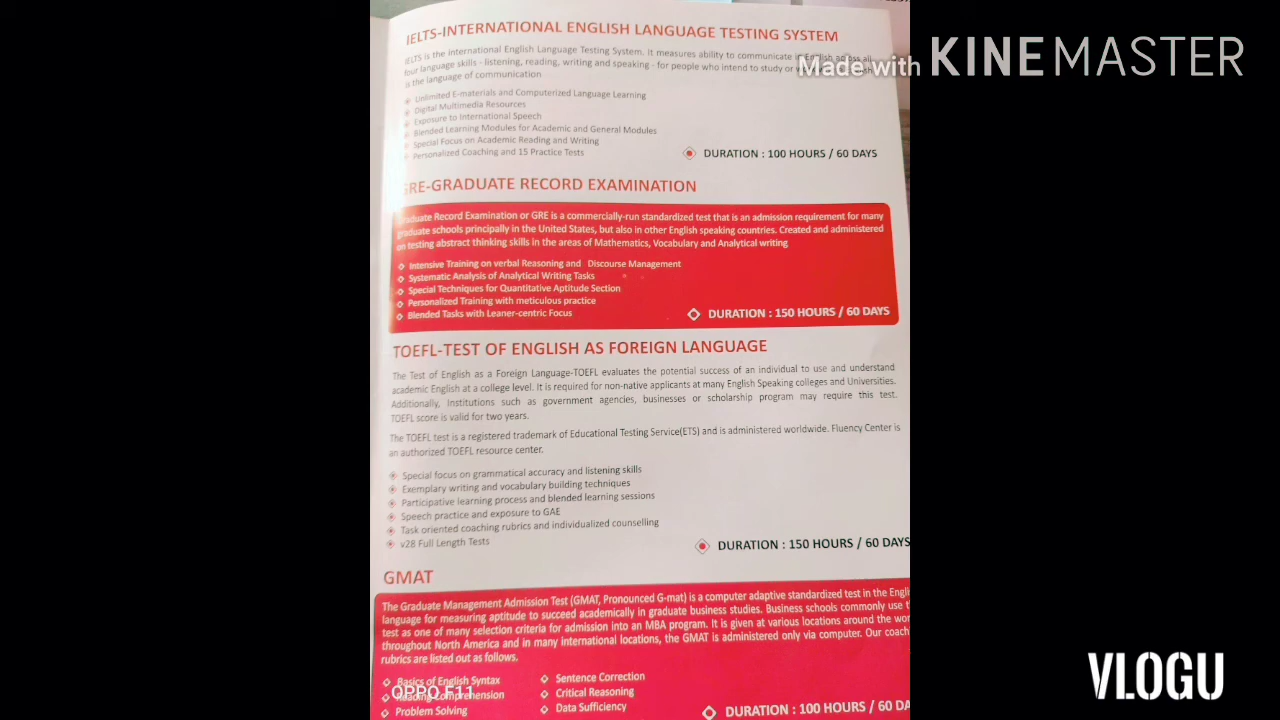 IELTS-INTERNATIONAL ENGLISH LANGUAGE TESTING SYSTEM
IELTS is the International English Language Testing System. It measures ability to communicate in English across all
four language skills - listening, reading, writing and speaking - for people who intend to study or
is the language of communication
Unlimited E-materials and Computerized Language Learning
Digital Multimedia Resources
Exposure to International Speech
Blended Learning Modules for Academic and General Modules
Special Focus on Academic Reading and Writing
Personalized Coaching and 15 Practice Tests
DURATION : 100 HOURS / 60 DAYS
Made with KINEMASTER
GRE-GRADUATE RECORD EXAMINATION
Graduate Record Examination or GRE is a commercially-run standardized test that is an admission requirement for many
graduate schools principally in the United States, but also in other English speaking countries. Created and administered
on testing abstract thinking skills in the areas of Mathematics, Vocabulary and Analytical writing
Intensive Training on verbal Reasoning and Discourse Management
Systematic Analysis of Analytical Writing Tasks
Special Techniques for Quantitative Aptitude Section
Personalized Training with meticulous practice
Blended Tasks with Leaner-centric Focus
DURATION : 150 HOURS / 60 DAYS
TOEFL-TEST OF ENGLISH AS FOREIGN LANGUAGE
The Test of English as a Foreign Language-TOEFL evaluates the potential success of an individual to use and understand
academic English at a college level. It is required for non-native applicants at many English Speaking colleges and Universities.
Additionally, Institutions such as government agencies, businesses or scholarship program may require this test.
TOEFL score is valid for two years.
The TOEFL test is a registered trademark of Educational Testing Service(ETS) and is administered worldwide. Fluency Center is
an authorized TOEFL resource center.
Special focus on grammatical accuracy and listening skills
Exemplary writing and vocabulary building techniques
Participative learning process and blended learning sessions
Speech practice and exposure to GAE
Task oriented coaching rubrics and individualized counselling
v28 Full Length Tests
DURATION : 150 HOURS / 60 DAYS
GMAT
The Graduate Management Admission Test (GMAT, Pronounced G-mat) is a computer adaptive standardized test in the Engli
language for measuring aptitude to succeed academically in graduate business studies. Business schools commonly use t
test as one of many selection criteria for admission into an MBA program. It is given at various locations around the wor
throughout North America and in many international locations, the GMAT is administered only via computer. Our coach
rubrics are listed out as follows.
Basics of English Syntax
Reading Comprehension
Problem Solving
Sentence Correction
Critical Reasoning
Data Sufficiency
DURATION : 100 HOURS / 60 DA
OPPO F11
VLOGU